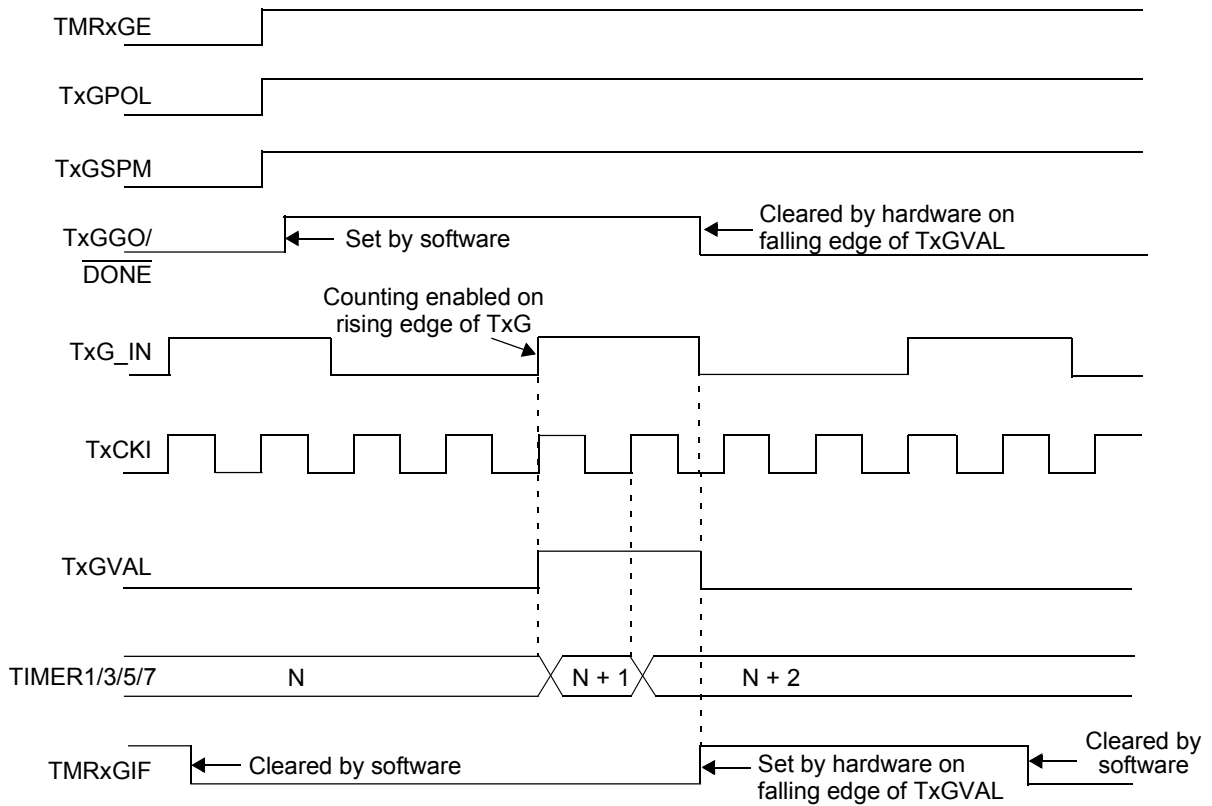 TMRxGE
TxGPOL
TxGSPM
TxGGO/
DONE
Set by software
Cleared by hardware on
falling edge of TxGVAL
Counting enabled on
rising edge of TxG
TxG_IN
TxCKI
TxGVAL
TIMER1/3/5/7
N
N + 1
N + 2
TMRxGIF
Cleared by software
Set by hardware on
falling edge of TxGVAL
Cleared by
software